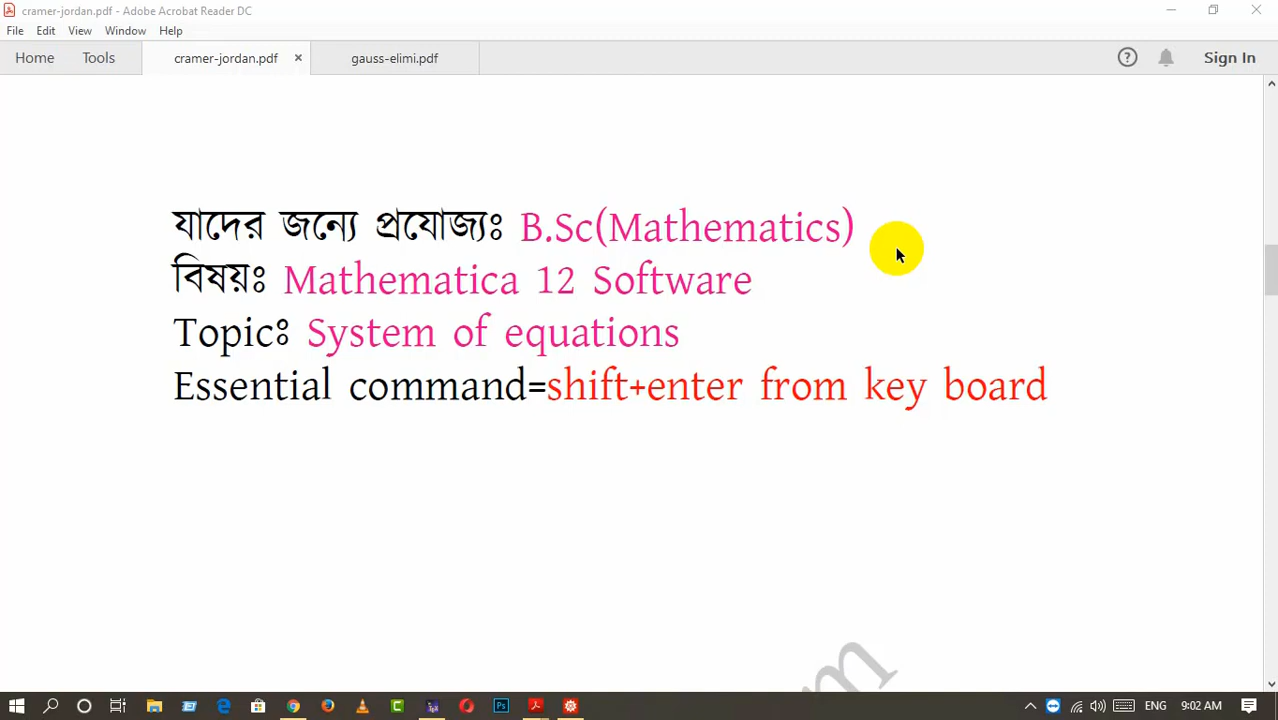 cramer-jordan.pdf - Adobe Acrobat Reader DC
File Edit View Window Help
Home Tools cramer-jordan.pdf × gauss-elimi.pdf Sign In
যাদের জন্যে প্রযোজ্যঃ B.Sc(Mathematics)
বিষয়ঃ Mathematica 12 Software
Topicঃ System of equations
Essential command=shift+enter from key board
m
ENG 9:02 AM